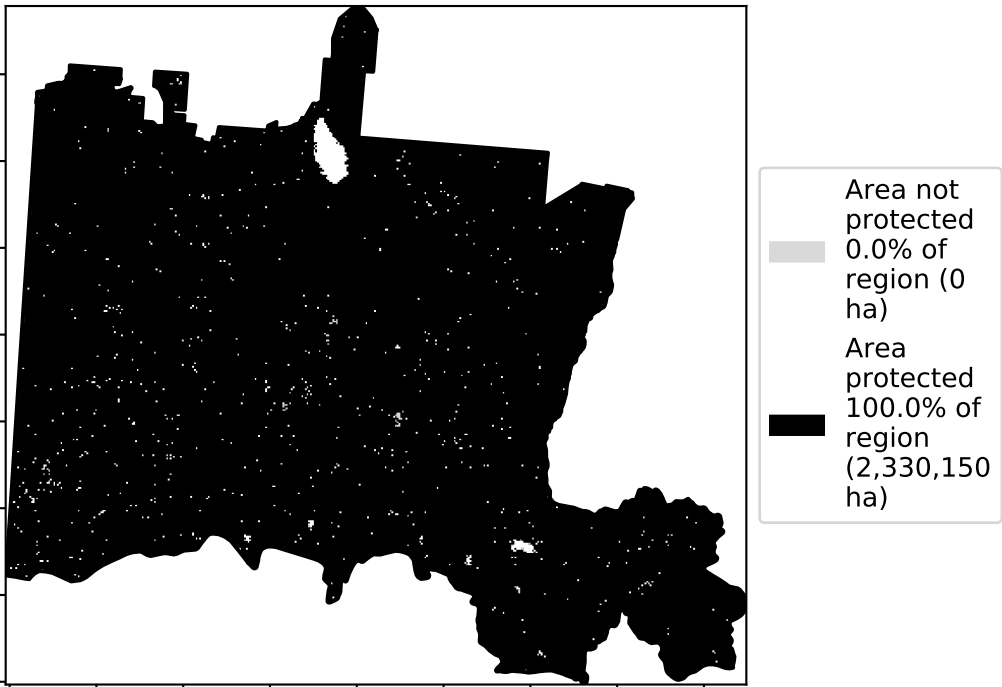 Area not
protected
0.0% of
region (0
ha)
Area
protected
100.0% of
region
(2,330,150
ha)